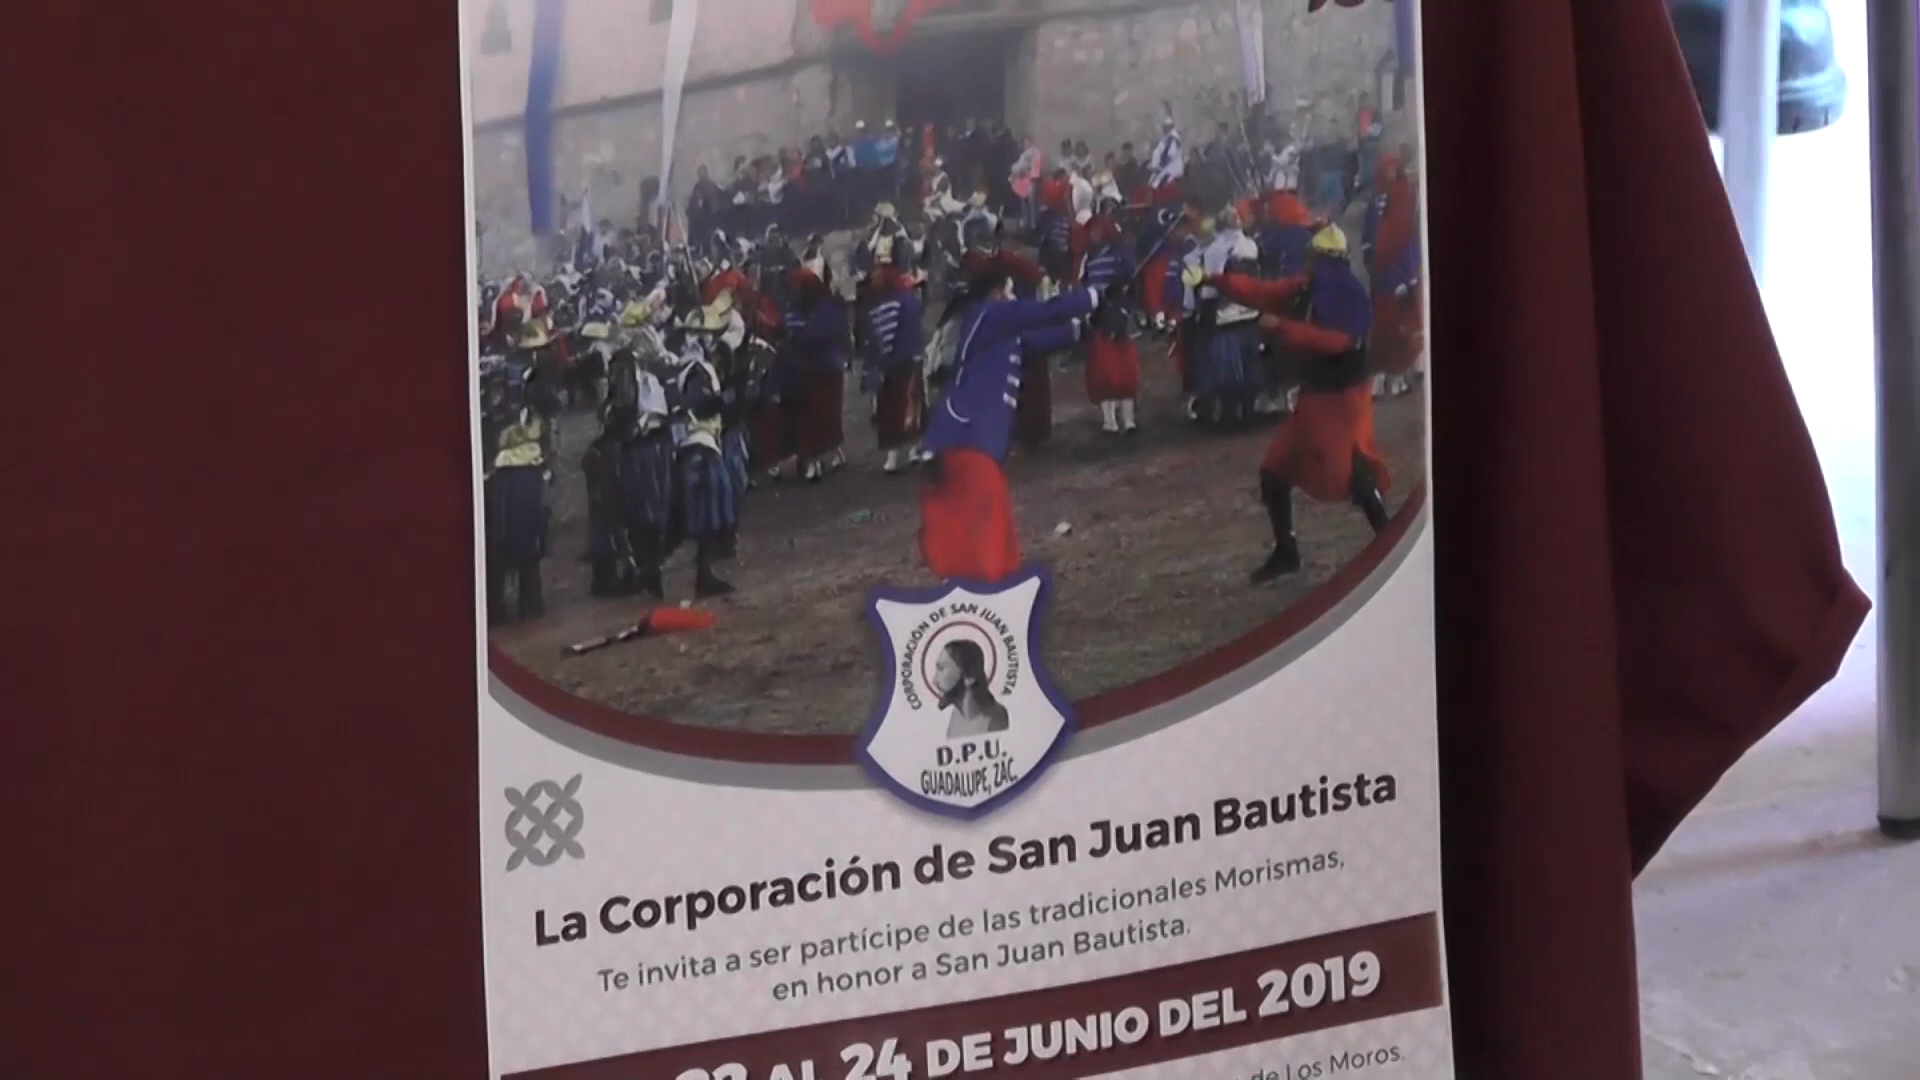 CORPORACIÓN DE SAN JUAN BAUTISTA
D.P.U.
GUADALUPE, ZAC.
La Corporación de San Juan Bautista
Te invita a ser partícipe de las tradicionales Morismas,
en honor a San Juan Bautista.
AL 24 DE JUNIO DEL 2019
de Los Moros.